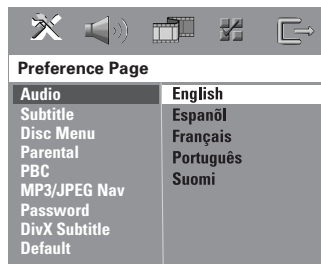 Preference Page
Audio
Subtitle
Disc Menu
Parental
PBC
MP3/JPEG Nav
Password
DivX Subtitle
Default
English
Espanõl
Français
Português
Suomi